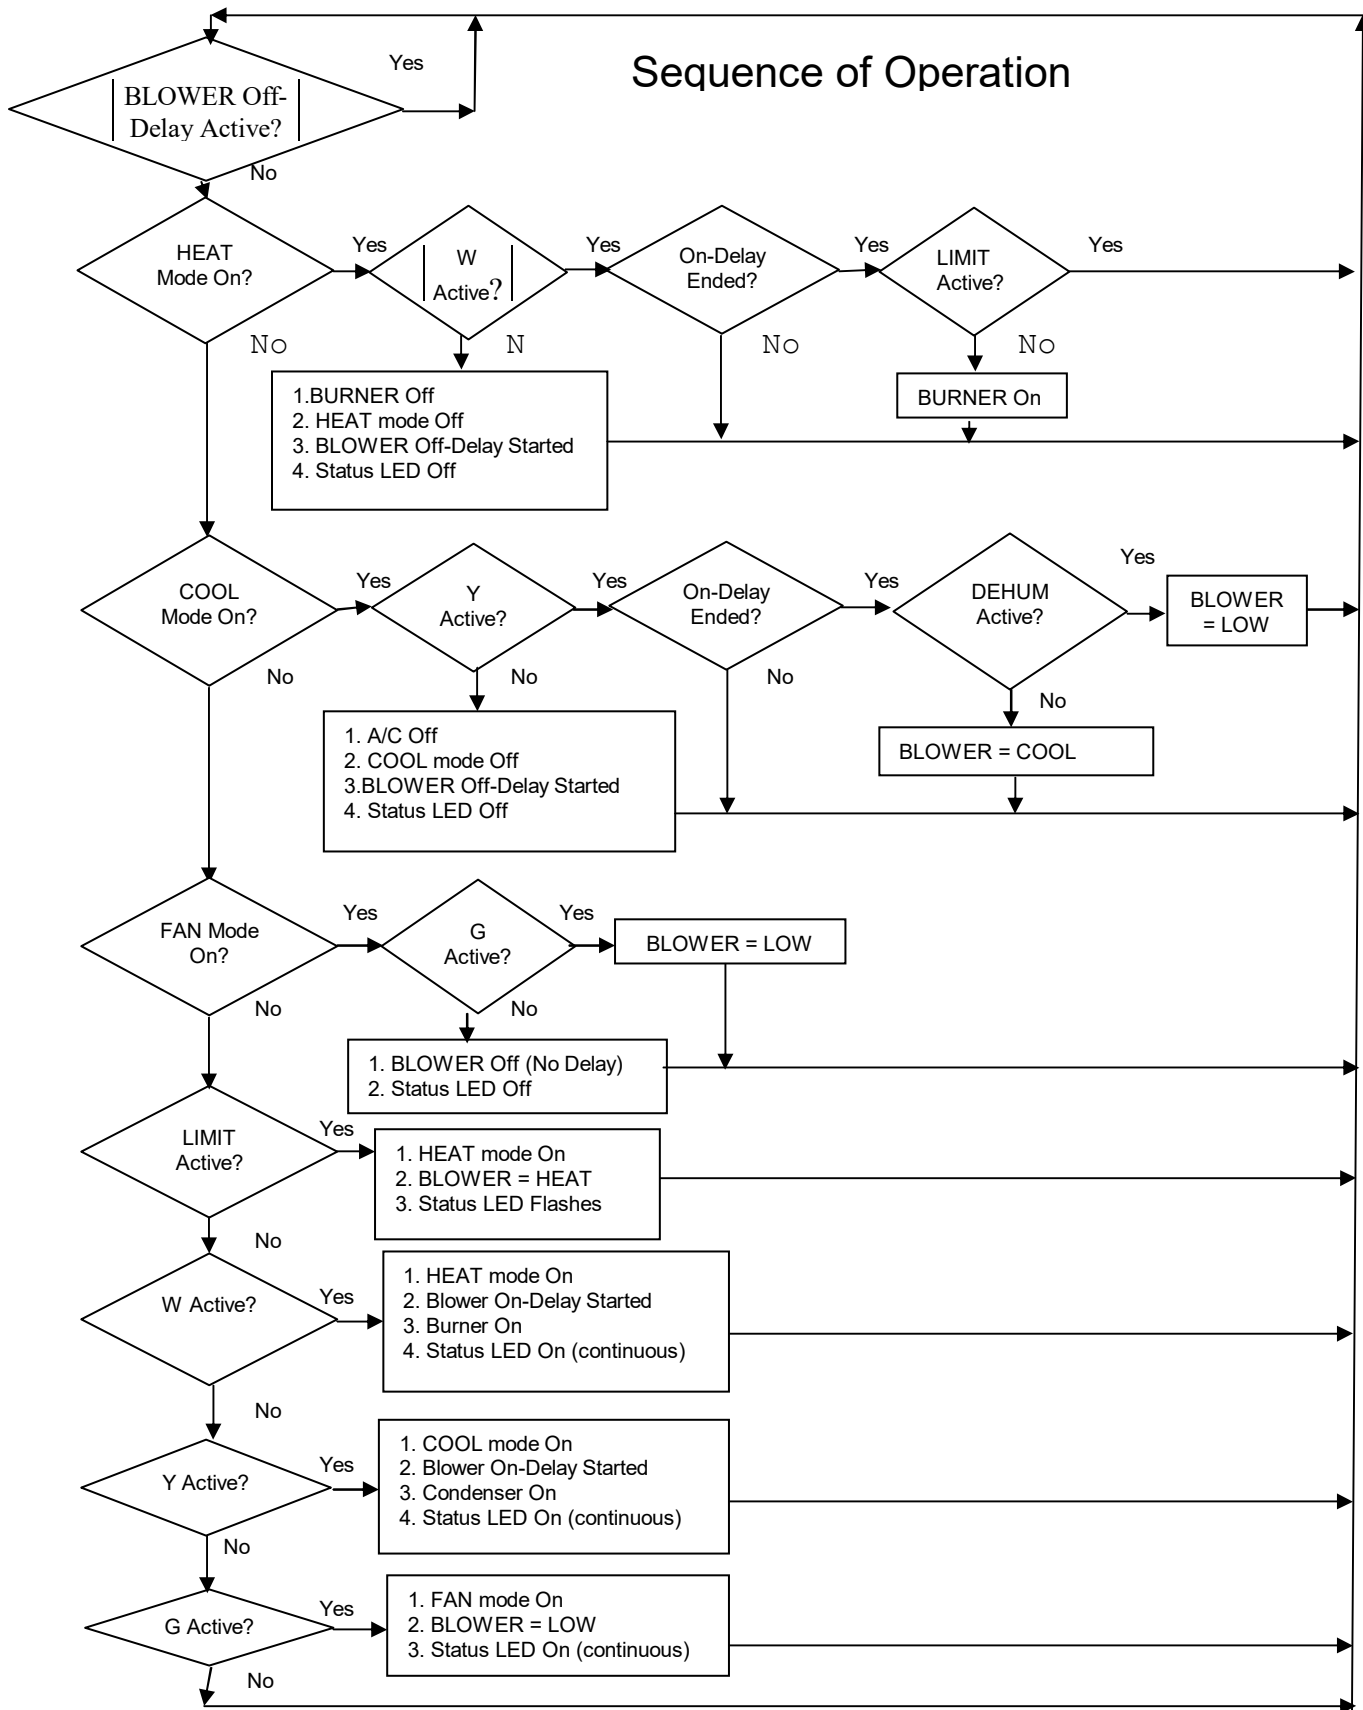 Sequence of Operation
Yes
BLOWER Off-
Delay Active?
No
HEAT
Mode On?
Yes
W
Active?
Yes
On-Delay
Ended?
Yes
LIMIT
Active?
Yes
No
N
No
No
1.BURNER Off
2. HEAT mode Off
3. BLOWER Off-Delay Started
4. Status LED Off
BURNER On
COOL
Mode On?
Yes
Y
Active?
Yes
On-Delay
Ended?
Yes
DEHUM
Active?
Yes
BLOWER
= LOW
No
No
No
No
1. A/C Off
2. COOL mode Off
3.BLOWER Off-Delay Started
4. Status LED Off
BLOWER = COOL
FAN Mode
On?
Yes
G
Active?
Yes
BLOWER = LOW
No
No
1. BLOWER Off (No Delay)
2. Status LED Off
LIMIT
Active?
Yes
1. HEAT mode On
2. BLOWER = HEAT
3. Status LED Flashes
No
W Active?
Yes
1. HEAT mode On
2. Blower On-Delay Started
3. Burner On
4. Status LED On (continuous)
No
Y Active?
Yes
1. COOL mode On
2. Blower On-Delay Started
3. Condenser On
4. Status LED On (continuous)
No
G Active?
Yes
1. FAN mode On
2. BLOWER = LOW
3. Status LED On (continuous)
No